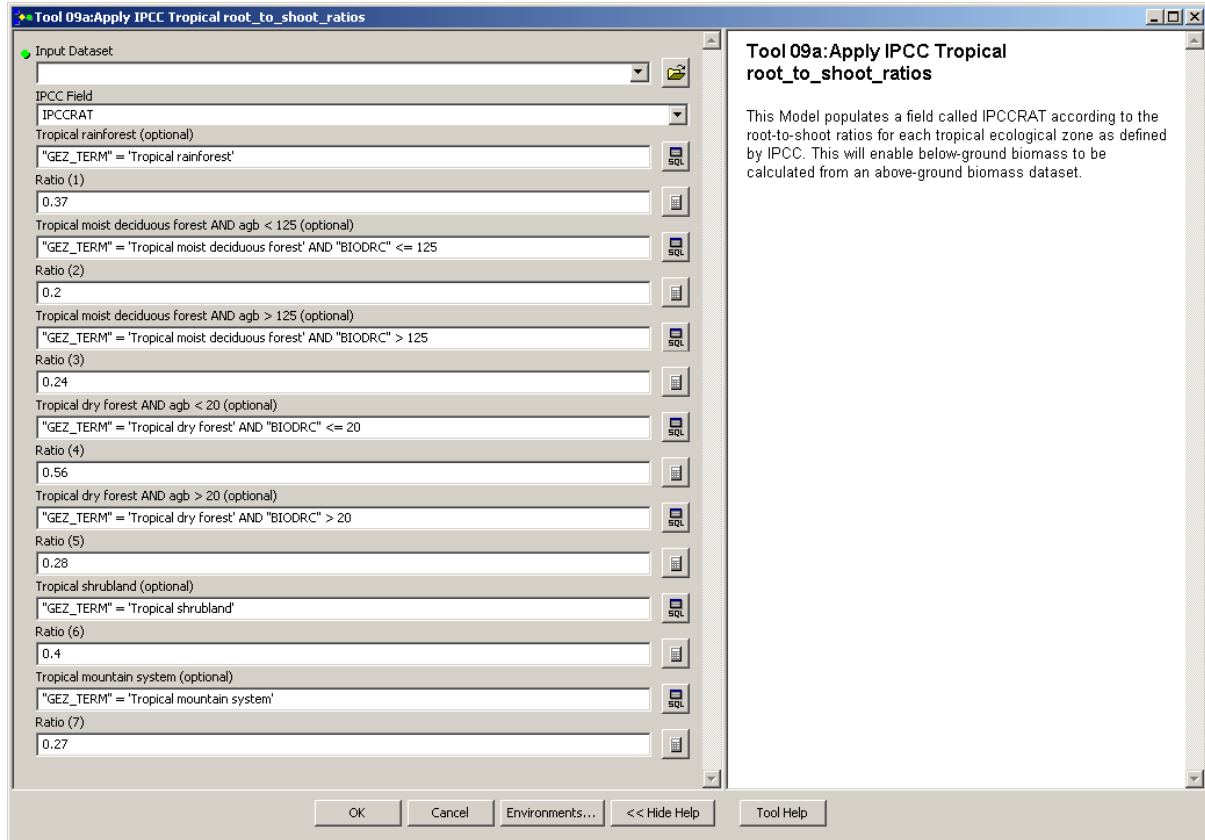 Tool 09a:Apply IPCC Tropical root_to_shoot_ratios
Input Dataset
IPCC Field
IPCCRAT
Tropical rainforest (optional)
"GEZ_TERM" = 'Tropical rainforest'
SQL
Ratio (1)
0.37
Tropical moist deciduous forest AND agb < 125 (optional)
"GEZ_TERM" = 'Tropical moist deciduous forest' AND "BIODRC" <= 125
SQL
Ratio (2)
0.2
Tropical moist deciduous forest AND agb > 125 (optional)
"GEZ_TERM" = 'Tropical moist deciduous forest' AND "BIODRC" > 125
SQL
Ratio (3)
0.24
Tropical dry forest AND agb < 20 (optional)
"GEZ_TERM" = 'Tropical dry forest' AND "BIODRC" <= 20
SQL
Ratio (4)
0.56
Tropical dry forest AND agb > 20 (optional)
"GEZ_TERM" = 'Tropical dry forest' AND "BIODRC" > 20
SQL
Ratio (5)
0.28
Tropical shrubland (optional)
"GEZ_TERM" = 'Tropical shrubland'
SQL
Ratio (6)
0.4
Tropical mountain system (optional)
"GEZ_TERM" = 'Tropical mountain system'
SQL
Ratio (7)
0.27
Tool 09a:Apply IPCC Tropical
root_to_shoot_ratios
This Model populates a field called IPCCRAT according to the
root-to-shoot ratios for each tropical ecological zone as defined
by IPCC. This will enable below-ground biomass to be
calculated from an above-ground biomass dataset.
OK
Cancel
Environments...
<< Hide Help
Tool Help